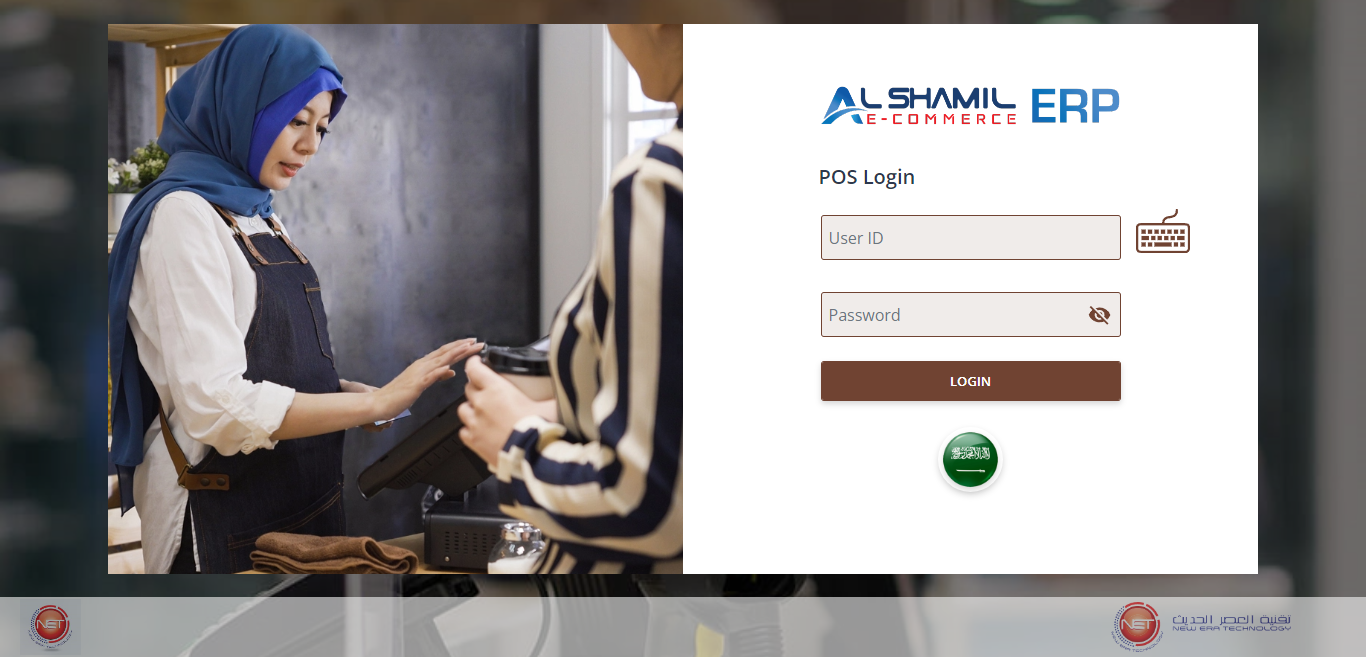 AL SHAMIL ERP
E-COMMERCE
POS Login
User ID
Password
LOGIN
NET
NET
تقنية العصر الحديث
NEW ERA TECHNOLOGY